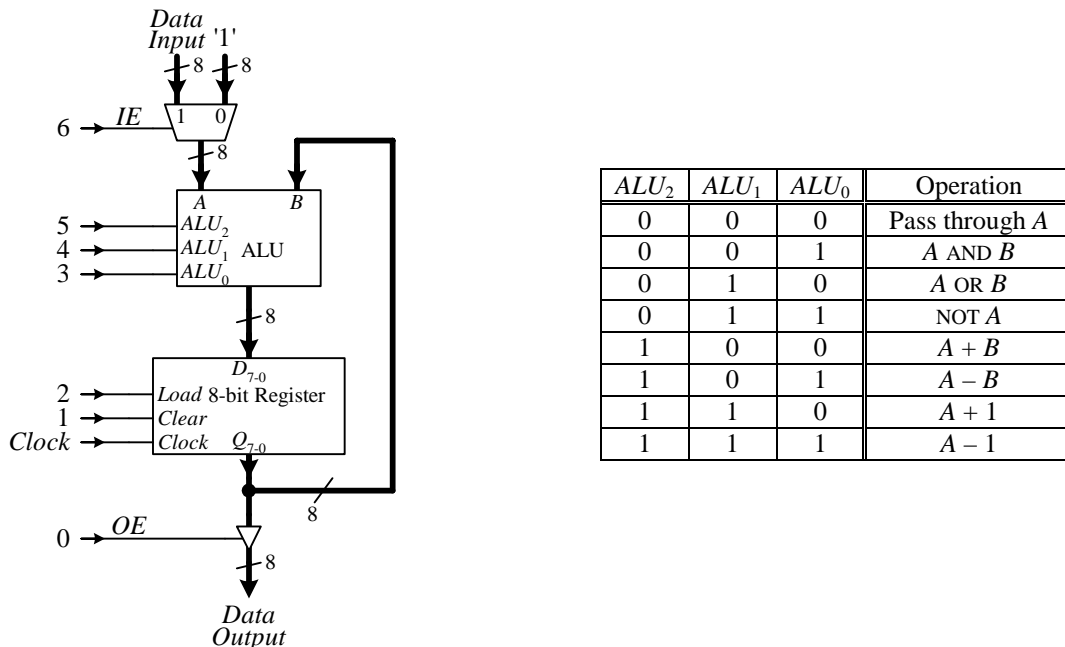 Data
Input '1'
8 8
1 0
6 IE
8
A B
5 ALU2
4 ALU1 ALU
3 ALU0
8
D7-0
2 Load 8-bit Register
1 Clear
Clock Clock Q7-0
8
0 OE
8
Data
Output
ALU2 ALU1 ALU0 Operation
0 0 0 Pass through A
0 0 1 A AND B
0 1 0 A OR B
0 1 1 NOT A
1 0 0 A + B
1 0 1 A – B
1 1 0 A + 1
1 1 1 A – 1